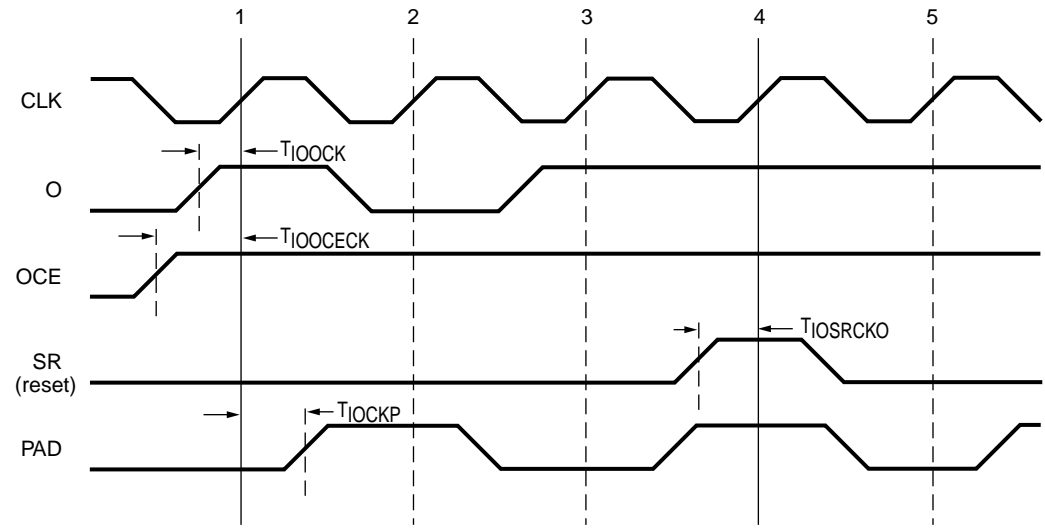 1 2 3 4 5
CLK
TIOOCK
O
TIOOCECK
OCE
TIOSRCKO
SR
(reset)
TIOCKP
PAD